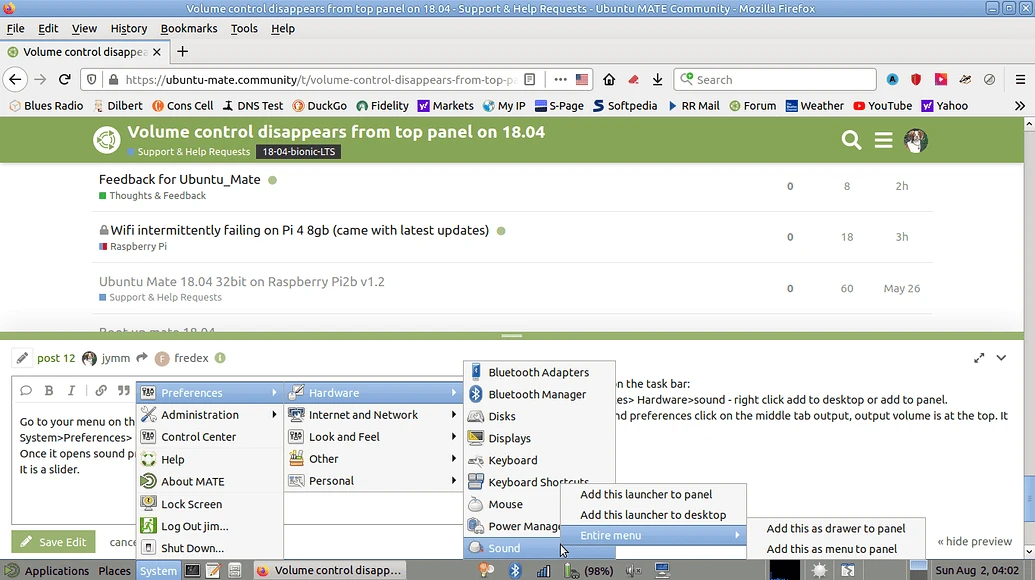 Volume control disappears from top panel on 18.04 - Support & Help Requests - Ubuntu MATE Community - Mozilla Firefox
File Edit View History Bookmarks Tools Help
Volume control disappea
https://ubuntu-mate.community/t/volume-control-disappears-from-top-p
Search
Blues Radio Dilbert Cons Cell DNS Test DuckGo Fidelity Markets My IP S-Page Softpedia RR Mail Forum Weather YouTube Yahoo
Volume control disappears from top panel on 18.04
Support & Help Requests 18-04-bionic-LTS
Feedback for Ubuntu_Mate 0 8 2h
Thoughts & Feedback
Wifi intermittently failing on Pi 4 8gb (came with latest updates) 0 18 3h
Raspberry Pi
Ubuntu Mate 18.04 32bit on Raspberry Pi2b v1.2 0 60 May 26
Support & Help Requests
Boot up mate 18.04
post 12 jymm F fredex
B I
Go to your menu on th
System>Preferences>
Once it opens sound pr
It is a slider.
on the task bar:
es> Hardware>sound - right click add to desktop or add to panel.
nd preferences click on the middle tab output, output volume is at the top. It
Preferences
Administration
Control Center
Help
About MATE
Lock Screen
Log Out jim...
Shut Down...
Hardware
Internet and Network
Look and Feel
Other
Personal
Bluetooth Adapters
Bluetooth Manager
Disks
Displays
Keyboard
Keyboard Shortcuts
Mouse
Power Manage
Sound
Add this launcher to panel
Add this launcher to desktop
Entire menu
Add this as drawer to panel
Add this as menu to panel
Save Edit cance
« hide preview
Applications Places System Volume control disapp... (98%) Sun Aug 2, 04:02